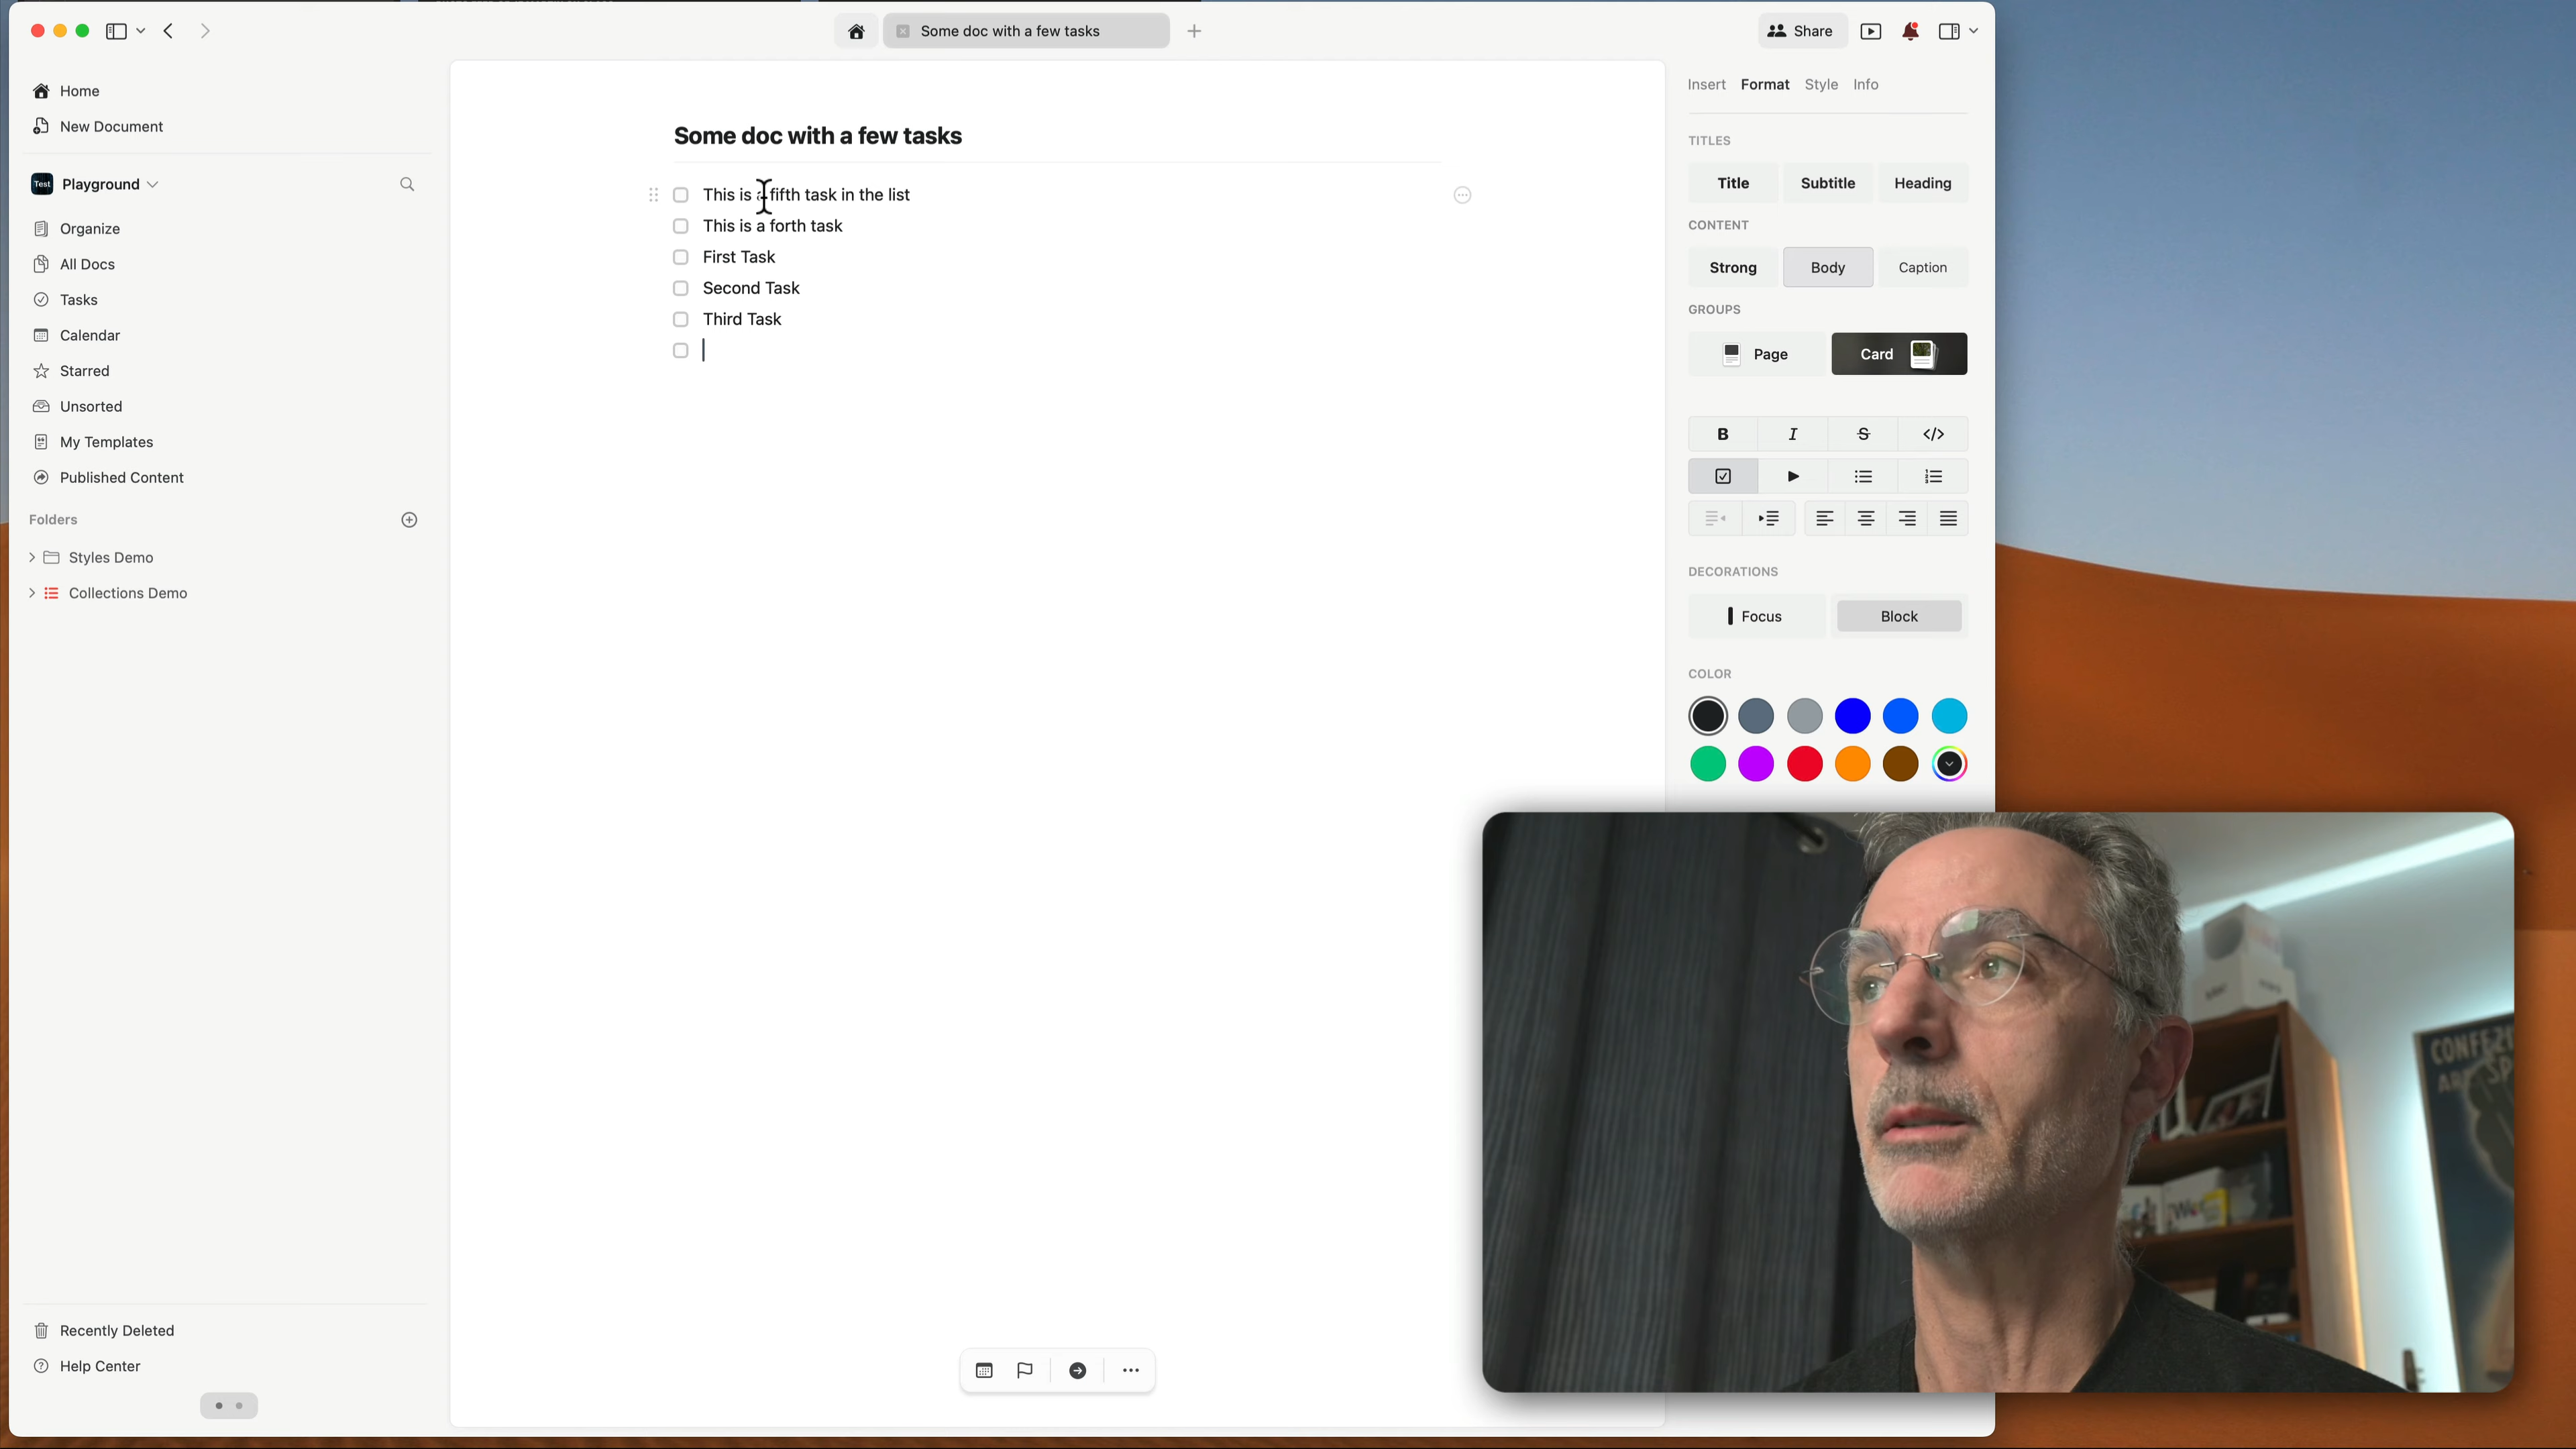 Some doc with a few tasks
Share
Home
New Document
Test
Playground
Organize
All Docs
Tasks
Calendar
Starred
Unsorted
My Templates
Published Content
Folders
Styles Demo
Collections Demo
Recently Deleted
Help Center
Some doc with a few tasks
This is a fifth task in the list
This is a forth task
First Task
Second Task
Third Task
Insert Format Style Info
TITLES
Title Subtitle Heading
CONTENT
Strong Body Caption
GROUPS
Page Card
B I S </>
DECORATIONS
Focus Block
COLOR